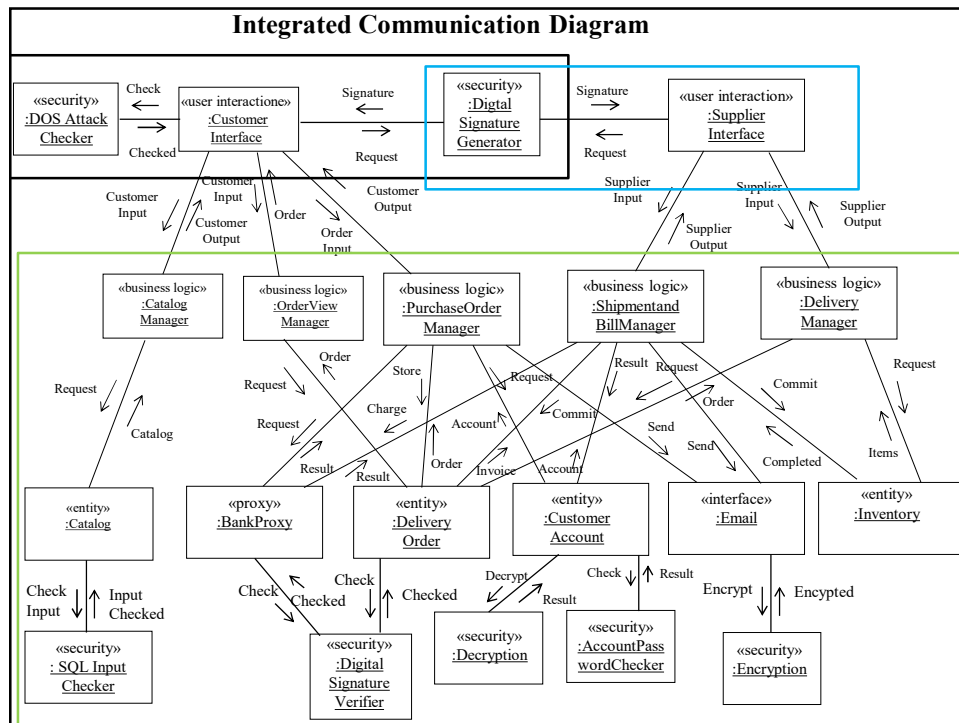 Integrated Communication Diagram
«security»
:DOS Attack
Checker
Check
Checked
«user interactione»
:Customer
Interface
Signature
Request
«security»
:Digtal
Signature
Generator
Signature
Request
«user interaction»
:Supplier
Interface
Customer
Input
Customer
Output
Customer
Input
Order
Order
Input
Customer
Output
Supplier
Input
Supplier
Output
Supplier
Input
Supplier
Output
«business logic»
:Catalog
Manager
«business logic»
:OrderView
Manager
«business logic»
:PurchaseOrder
Manager
«business logic»
:Shipmentand
BillManager
«business logic»
:Delivery
Manager
Request
Catalog
Request
Order
Request
Result
Store
Charge
Order
Result
Account
Request
Invoice
Commit
Account
Result
Request
Send
Send
Order
Commit
Completed
Request
Items
«entity»
:Catalog
«proxy»
:BankProxy
«entity»
:Delivery
Order
«entity»
:Customer
Account
«interface»
:Email
«entity»
:Inventory
Check
Input
Input
Checked
Check
Checked
Check
Checked
Decrypt
Result
Check
Result
Encrypt
Encypted
«security»
: SQL Input
Checker
«security»
:Digital
Signature
Verifier
«security»
:Decryption
«security»
:AccountPas
swordChecker
«security»
:Encryption